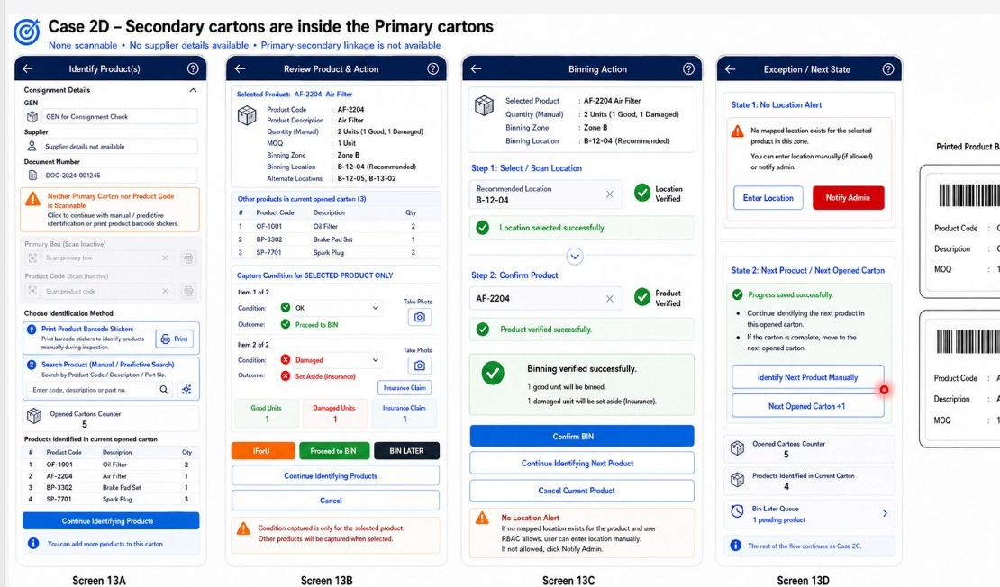 Case 2D – Secondary cartons are inside the Primary cartons
None scannable • No supplier details available • Primary-secondary linkage is not available
Identify Product(s)
Consignment Details
GEN
GEN for Consignment Check
Supplier
Supplier details not available
Document Number
DOC-2024-001245
Neither Primary Carton nor Product Code
is Scannable
Click to continue with manual / predictive
identification or print product barcode stickers.
Primary Box (Scan Inactive)
Scan primary box
Product Code (Scan Inactive)
Scan product code
Choose Identification Method
1 Print Product Barcode Stickers
Print barcode stickers to identify products
manually during inspection.
Print
2 Search Product (Manual / Predictive Search)
Search by Product Code / Description / Part No.
Enter code, description or part no.
Opened Cartons Counter
5
Products identified in current opened carton
# Product Code Description Qty
1 OF-1001 Oil Filter 2
2 AF-2204 Air Filter 1
3 BP-3302 Brake Pad Set 1
4 SP-7701 Spark Plug 3
Continue Identifying Products
You can add more products to this carton.
Screen 13A
Review Product & Action
Selected Product: AF-2204 Air Filter
Product Code : AF-2204
Product Description : Air Filter
Quantity (Manual) : 2 Units (1 Good, 1 Damaged)
MOQ : 1 Unit
Binning Zone : Zone B
Binning Location : B-12-04 (Recommended)
Alternate Locations : B-12-05, B-13-02
Other products in current opened carton (3)
# Product Code Description Qty
1 OF-1001 Oil Filter 2
2 BP-3302 Brake Pad Set 1
3 SP-7701 Spark Plug 3
Capture Condition for SELECTED PRODUCT ONLY
Item 1 of 2
Condition: OK
Take Photo
Outcome: Proceed to BIN
Item 2 of 2
Condition: Damaged
Take Photo
Outcome: Set Aside (Insurance)
Insurance Claim
Good Units
1
Damaged Units
1
Insurance Claim
1
IForU
Proceed to BIN
BIN LATER
Continue Identifying Products
Cancel
Condition captured is only for the selected product.
Other products will be captured when selected.
Screen 13B
Binning Action
Selected Product : AF-2204 Air Filter
Quantity (Manual) : 2 Units (1 Good, 1 Damaged)
Binning Zone : Zone B
Binning Location : B-12-04 (Recommended)
Step 1: Select / Scan Location
Recommended Location
B-12-04
Location
Verified
Location selected successfully.
Step 2: Confirm Product
AF-2204
Product
Verified
Product verified successfully.
Binning verified successfully.
1 good unit will be binned.
1 damaged unit will be set aside (Insurance).
Confirm BIN
Continue Identifying Next Product
Cancel Current Product
No Location Alert
If no mapped location exists for the product and user
RBAC allows, user can enter location manually.
If not allowed, click Notify Admin.
Screen 13C
Exception / Next State
State 1: No Location Alert
No mapped location exists for the selected
product in this zone.
You can enter location manually (if allowed)
or notify admin.
Enter Location
Notify Admin
State 2: Next Product / Next Opened Carton
Progress saved successfully.
• Continue identifying the next product in
this opened carton.
• If the carton is complete, move to the
next opened carton.
Identify Next Product Manually
Next Opened Carton +1
Opened Cartons Counter
5
Products Identified in Current Carton
4
Bin Later Queue
1 pending product
The rest of the flow continues as Case 2C.
Screen 13D
Printed Product
Product Code :
Description :
MOQ :
Product Code :
Description :
MOQ :